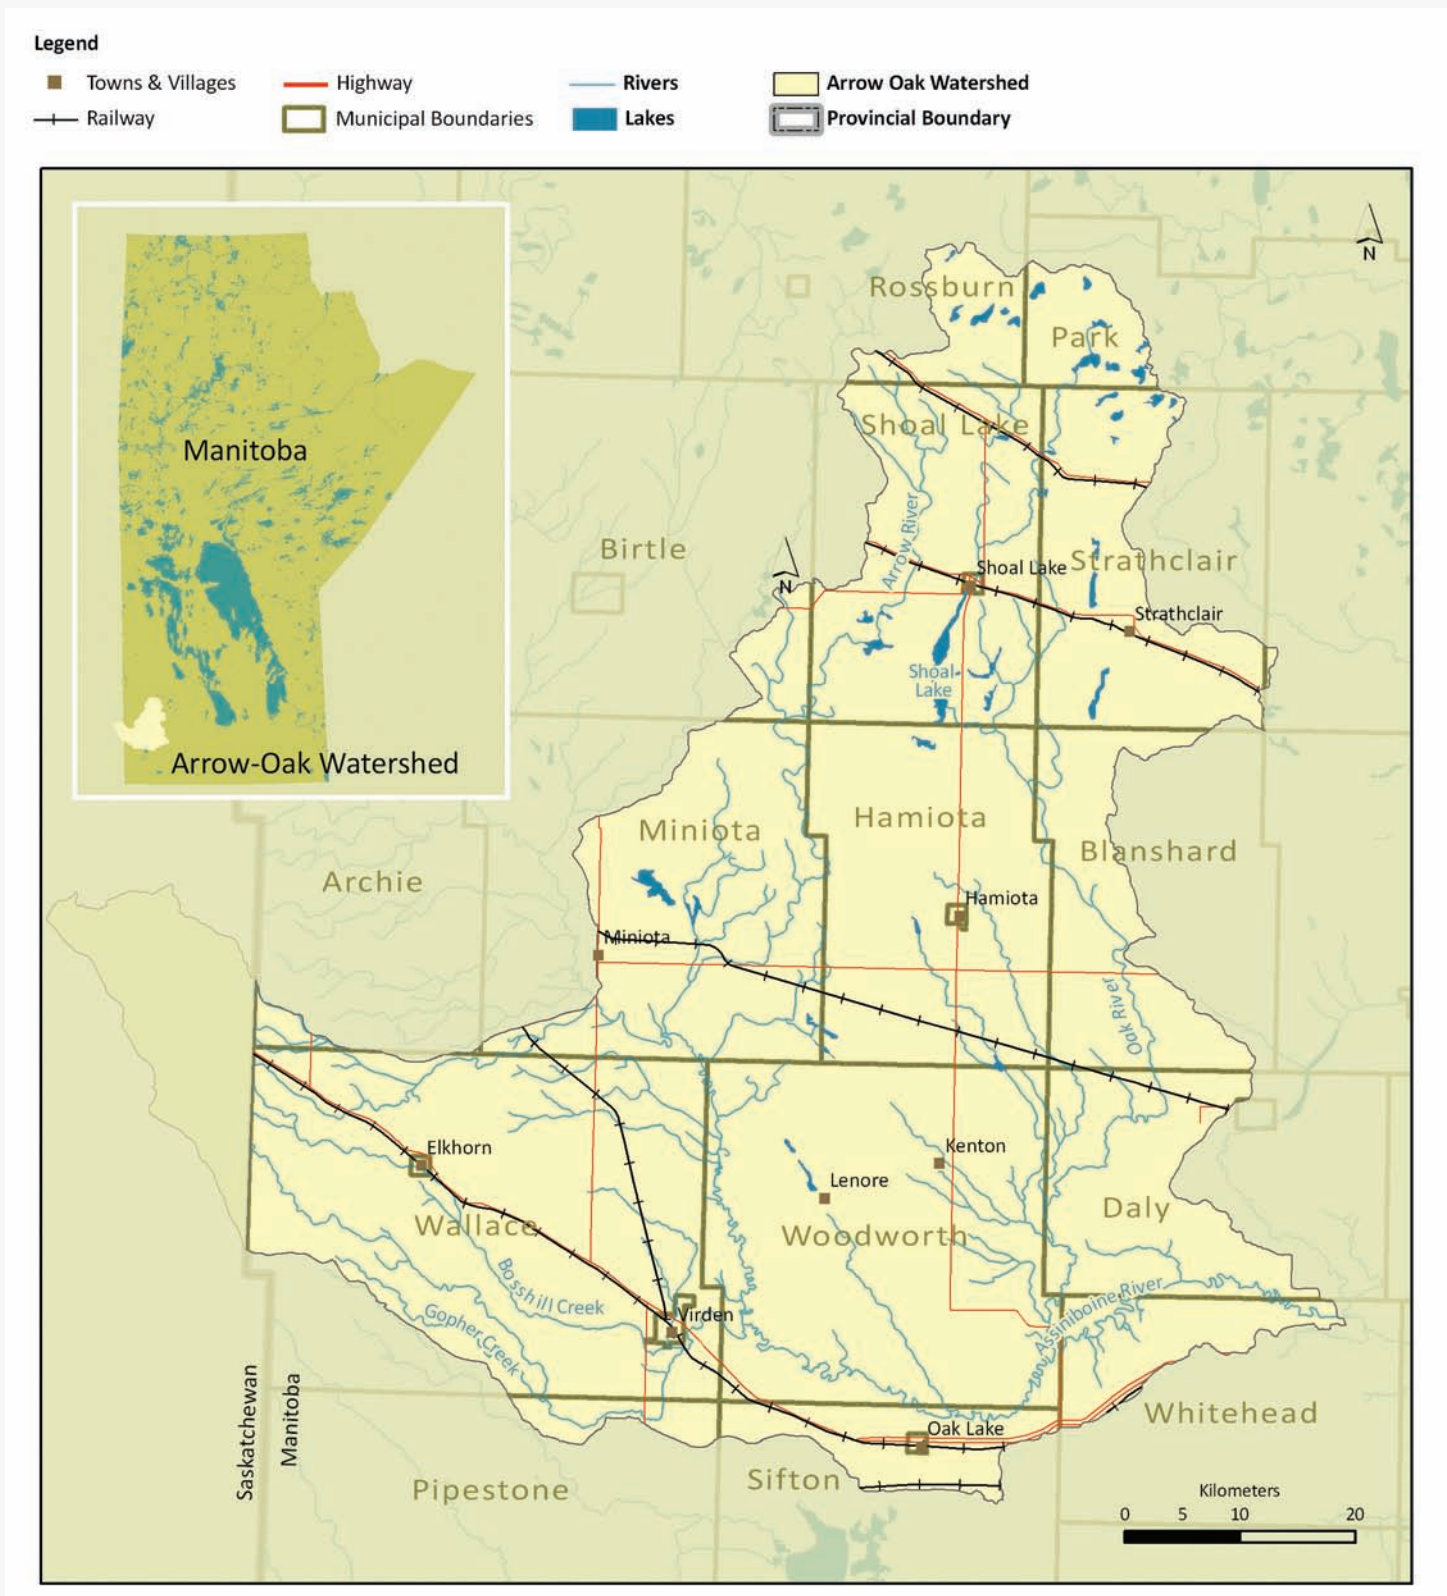 Legend
Towns & Villages
Highway
Rivers
Arrow Oak Watershed
Railway
Municipal Boundaries
Lakes
Provincial Boundary
N
Manitoba
Arrow-Oak Watershed
Rossburn
Park
Shoal Lake
Arrow River
Birtle
N
Shoal Lake
Strathclair
Strathclair
Shoal
Lake
Miniota
Hamiota
Blanshard
Archie
Hamiota
Miniota
Oak River
Elkhorn
Kenton
Lenore
Wallace
Woodworth
Daly
Bosshill Creek
Gopher Creek
Virden
Assiniboine River
Saskatchewan
Manitoba
Oak Lake
Whitehead
Pipestone
Sifton
Kilometers
0 5 10 20